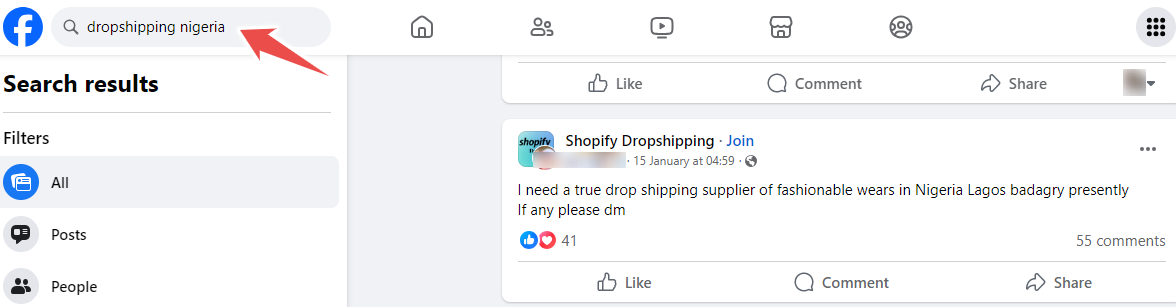 dropshipping nigeria
Search results
Filters
All
Posts
People
Like Comment Share
shopify
Shopify Dropshipping · Join
· 15 January at 04:59 ·
I need a true drop shipping supplier of fashionable wears in Nigeria Lagos badagry presently
If any please dm
41 55 comments
Like Comment Share